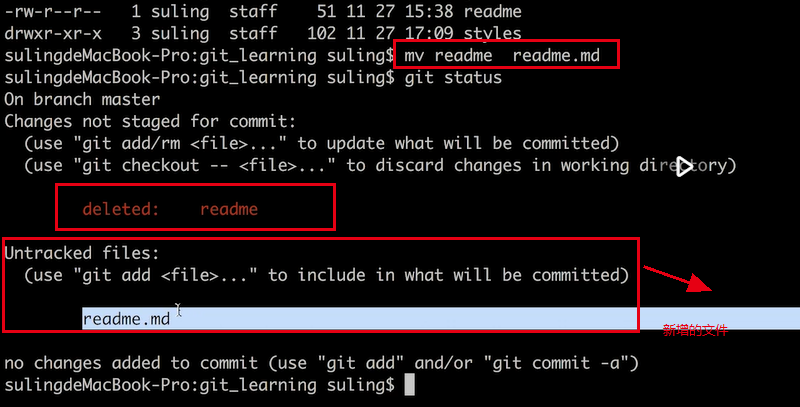 -rw-r--r--   1 suling  staff    51 11 27 15:38 readme
drwxr-xr-x   3 suling  staff   102 11 27 17:09 styles
sulingdeMacBook-Pro:git_learning suling$ mv readme  readme.md
sulingdeMacBook-Pro:git_learning suling$ git status
On branch master
Changes not staged for commit:
  (use "git add/rm <file>..." to update what will be committed)
  (use "git checkout -- <file>..." to discard changes in working directory)
        deleted:    readme
Untracked files:
  (use "git add <file>..." to include in what will be committed)
        readme.md
新增的文件
no changes added to commit (use "git add" and/or "git commit -a")
sulingdeMacBook-Pro:git_learning suling$